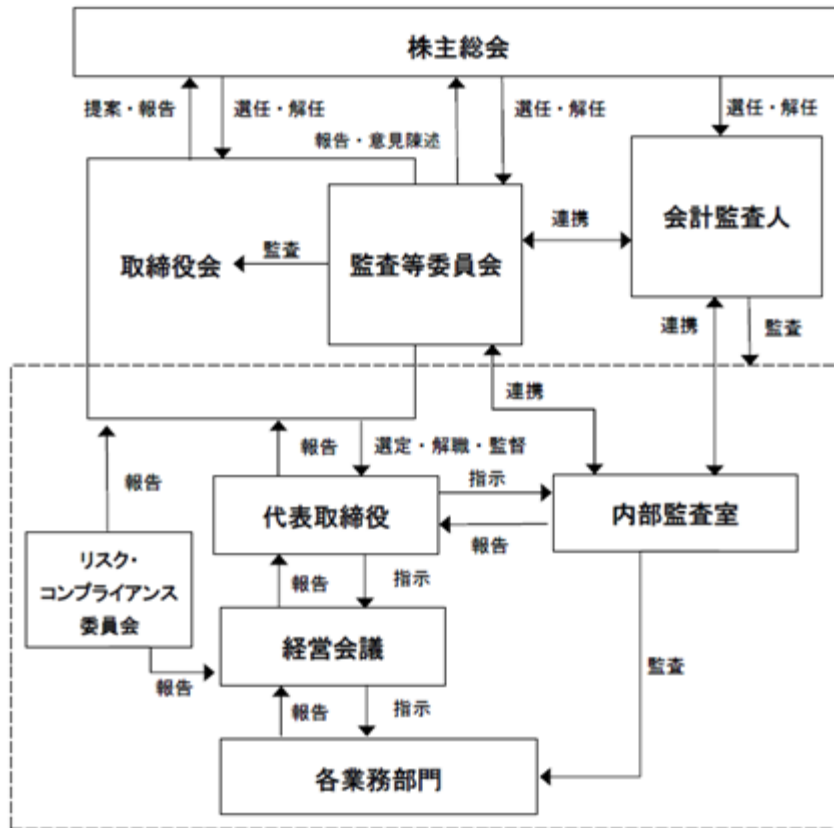 株主総会
提案・報告
選任・解任
報告・意見陳述
選任・解任
選任・解任
取締役会
監査
監査等委員会
連携
会計監査人
連携
監査
連携
報告
選定・解職・監督
報告
代表取締役
指示
報告
内部監査室
リスク・
コンプライアンス
委員会
報告
指示
経営会議
報告
監査
報告
指示
各業務部門